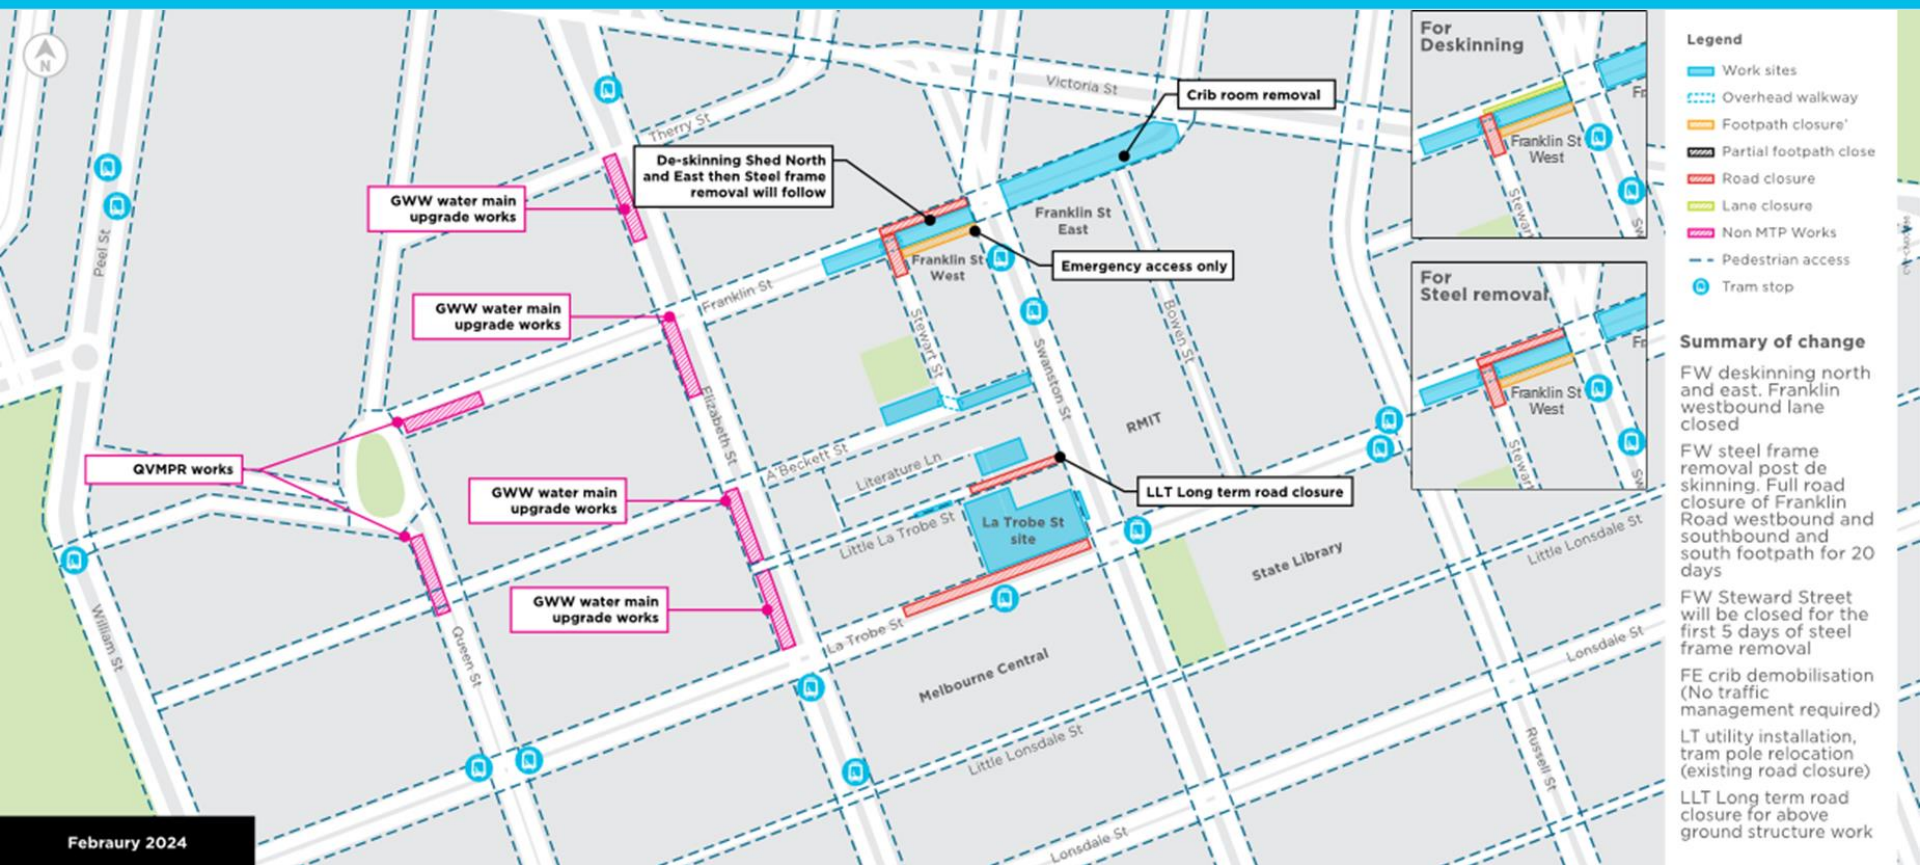 N
Victoria St
Crib room removal
Therry St
De-skinning Shed North
and East then Steel frame
removal will follow
GWW water main
upgrade works
Peel St
Franklin St
East
Franklin St
West
Emergency access only
GWW water main
upgrade works
Franklin St
Stewart St
Bowen St
Swanston St
Elizabeth St
RMIT
A'Beckett St
Literature Ln
QVMPR works
GWW water main
upgrade works
LLT Long term road closure
Little La Trobe St
La Trobe St
site
State Library
Little Lonsdale St
GWW water main
upgrade works
La Trobe St
William St
Queen St
Melbourne Central
Lonsdale St
Little Lonsdale St
Russell St
Lonsdale St
Febraury 2024
For
Deskinning
Fr
Franklin St
West
Stewar
Sw
For
Steel removal
Fr
Franklin St
West
Stewar
Sw
Legend
Work sites
Overhead walkway
Footpath closure'
Partial footpath close
Road closure
Lane closure
Non MTP Works
Pedestrian access
Tram stop
Summary of change
FW deskinning north
and east. Franklin
westbound lane
closed
FW steel frame
removal post de
skinning. Full road
closure of Franklin
Road westbound and
southbound and
south footpath for 20
days
FW Steward Street
will be closed for the
first 5 days of steel
frame removal
FE crib demobilisation
(No traffic
management required)
LT utility installation,
tram pole relocation
(existing road closure)
LLT Long term road
closure for above
ground structure work